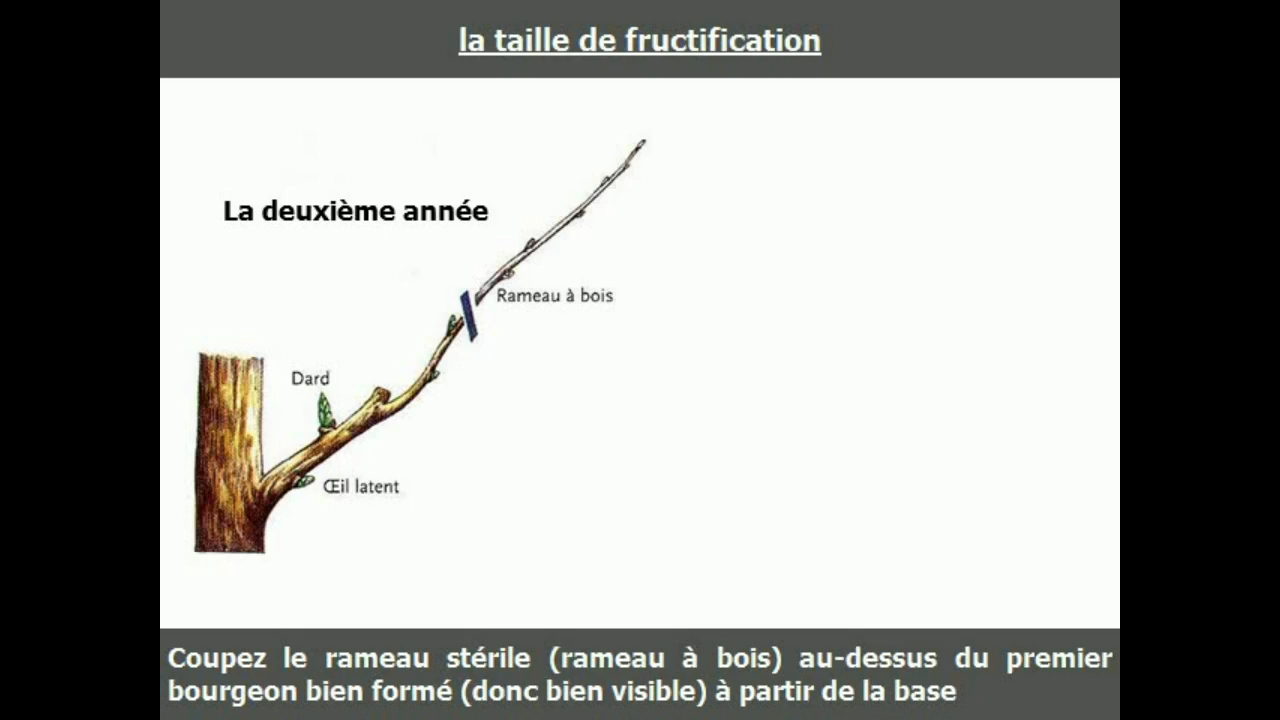 la taille de fructification
La deuxième année
Rameau à bois
Dard
Œil latent
Coupez le rameau stérile (rameau à bois) au-dessus du premier
bourgeon bien formé (donc bien visible) à partir de la base